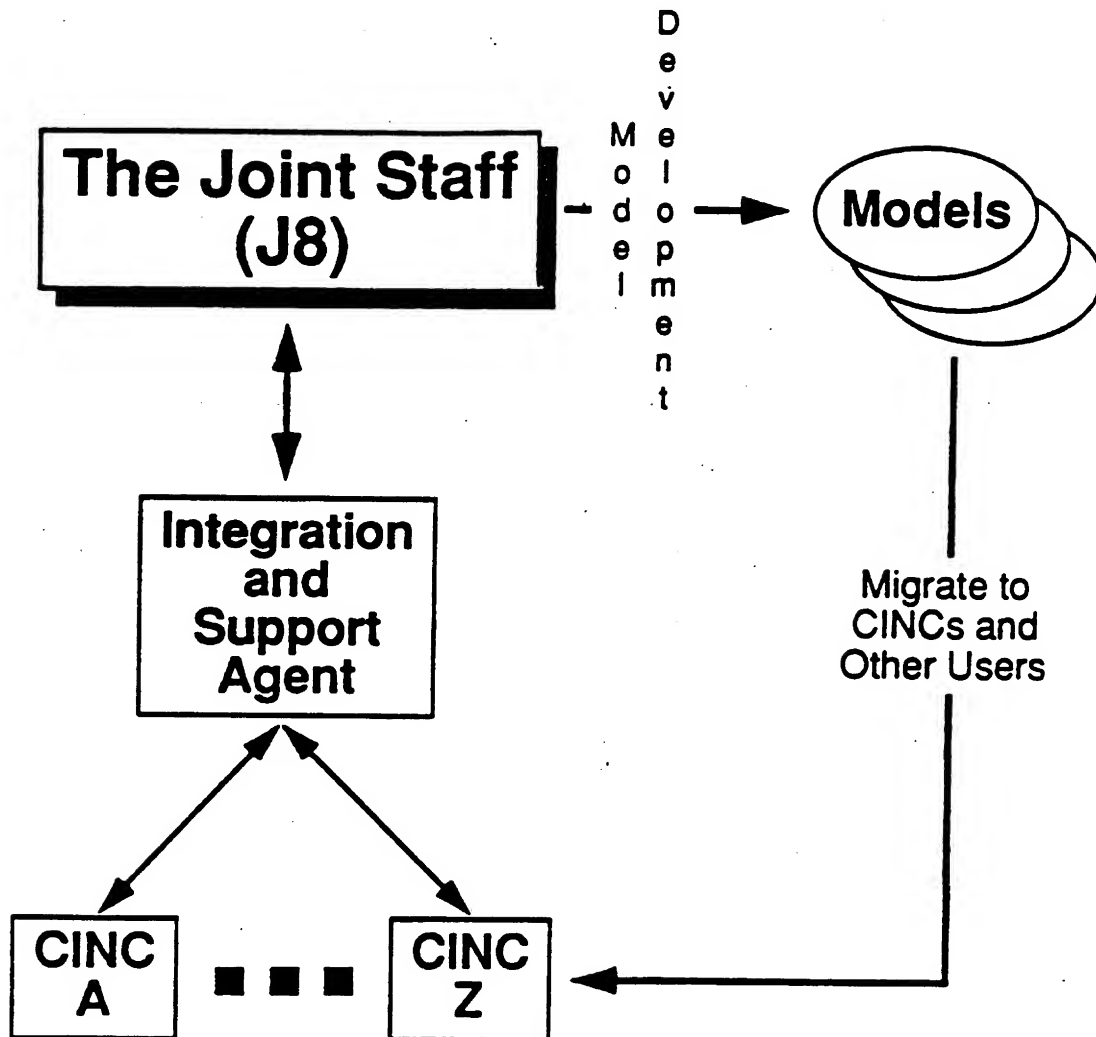 The Joint Staff
(J8)
Model
Development
Models
Integration
and
Support
Agent
Migrate to
CINCs and
Other Users
CINC
A
CINC
Z